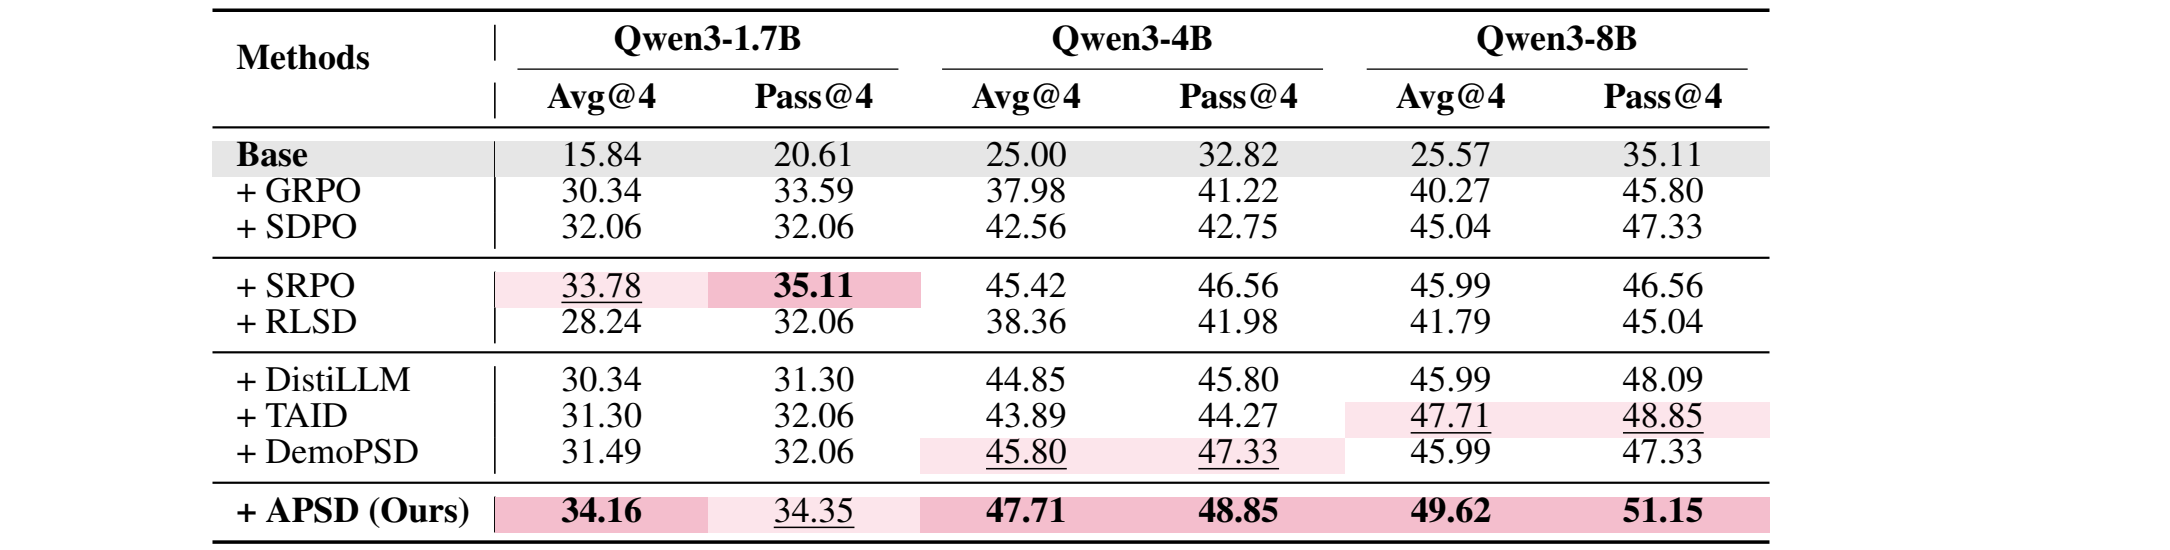 Methods Qwen3-1.7B Qwen3-4B Qwen3-8B
Avg@4 Pass@4 Avg@4 Pass@4 Avg@4 Pass@4
Base 15.84 20.61 25.00 32.82 25.57 35.11
+ GRPO 30.34 33.59 37.98 41.22 40.27 45.80
+ SDPO 32.06 32.06 42.56 42.75 45.04 47.33
+ SRPO 33.78 35.11 45.42 46.56 45.99 46.56
+ RLSD 28.24 32.06 38.36 41.98 41.79 45.04
+ DistiLLM 30.34 31.30 44.85 45.80 45.99 48.09
+ TAID 31.30 32.06 43.89 44.27 47.71 48.85
+ DemoPSD 31.49 32.06 45.80 47.33 45.99 47.33
+ APSD (Ours) 34.16 34.35 47.71 48.85 49.62 51.15